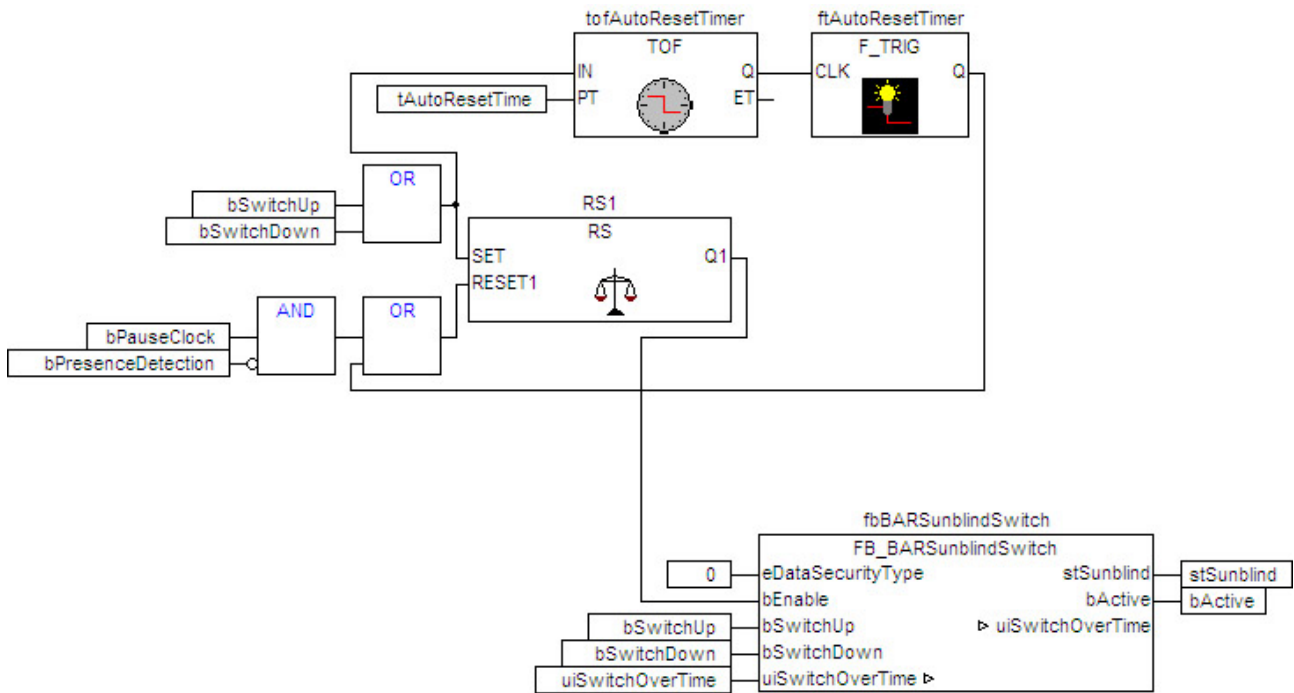 tofAutoResetTimer ftAutoResetTimer
TOF F_TRIG
IN Q CLK Q
tAutoResetTime PT ET
OR
bSwitchUp
bSwitchDown
RS1
RS
SET Q1
RESET1
AND OR
bPauseClock
bPresenceDetection
fbBARSunblindSwitch
FB_BARSunblindSwitch
0 eDataSecurityType stSunblind stSunblind
bEnable bActive bActive
bSwitchUp bSwitchUp uiSwitchOverTime
bSwitchDown bSwitchDown
uiSwitchOverTime uiSwitchOverTime